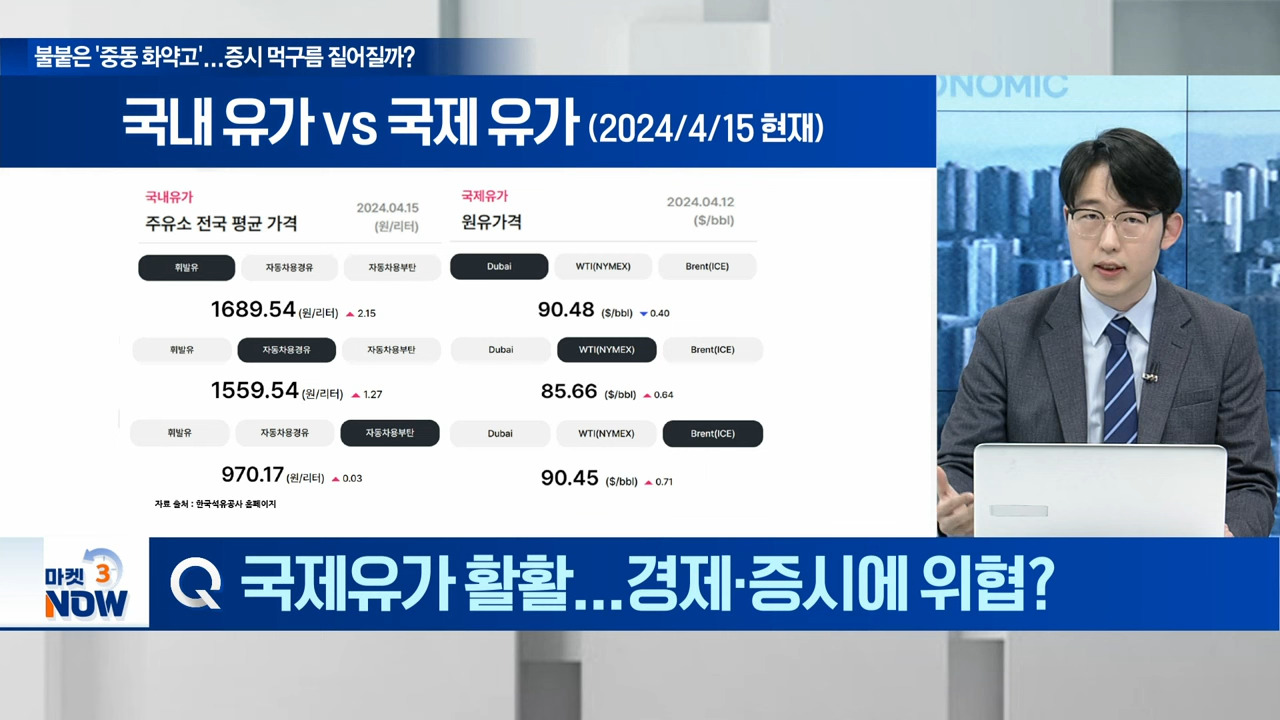 불붙은 '중동 화약고'...증시 먹구름 짙어질까?
국내 유가 vs 국제 유가 (2024/4/15 현재)
ONOMIC
국내유가
주유소 전국 평균 가격
2024.04.15
(원/리터)
국제유가
원유가격
2024.04.12
($/bbl)
휘발유 자동차용경유 자동차용부탄
Dubai WTI(NYMEX) Brent(ICE)
1689.54 (원/리터) ▲ 2.15
90.48 ($/bbl) ▼ 0.40
휘발유 자동차용경유 자동차용부탄
Dubai WTI(NYMEX) Brent(ICE)
1559.54 (원/리터) ▲ 1.27
85.66 ($/bbl) ▲ 0.64
휘발유 자동차용경유 자동차용부탄
Dubai WTI(NYMEX) Brent(ICE)
970.17 (원/리터) ▲ 0.03
90.45 ($/bbl) ▲ 0.71
자료 출처 : 한국석유공사 홈페이지
마켓 3
NOW
Q 국제유가 활활...경제·증시에 위협?